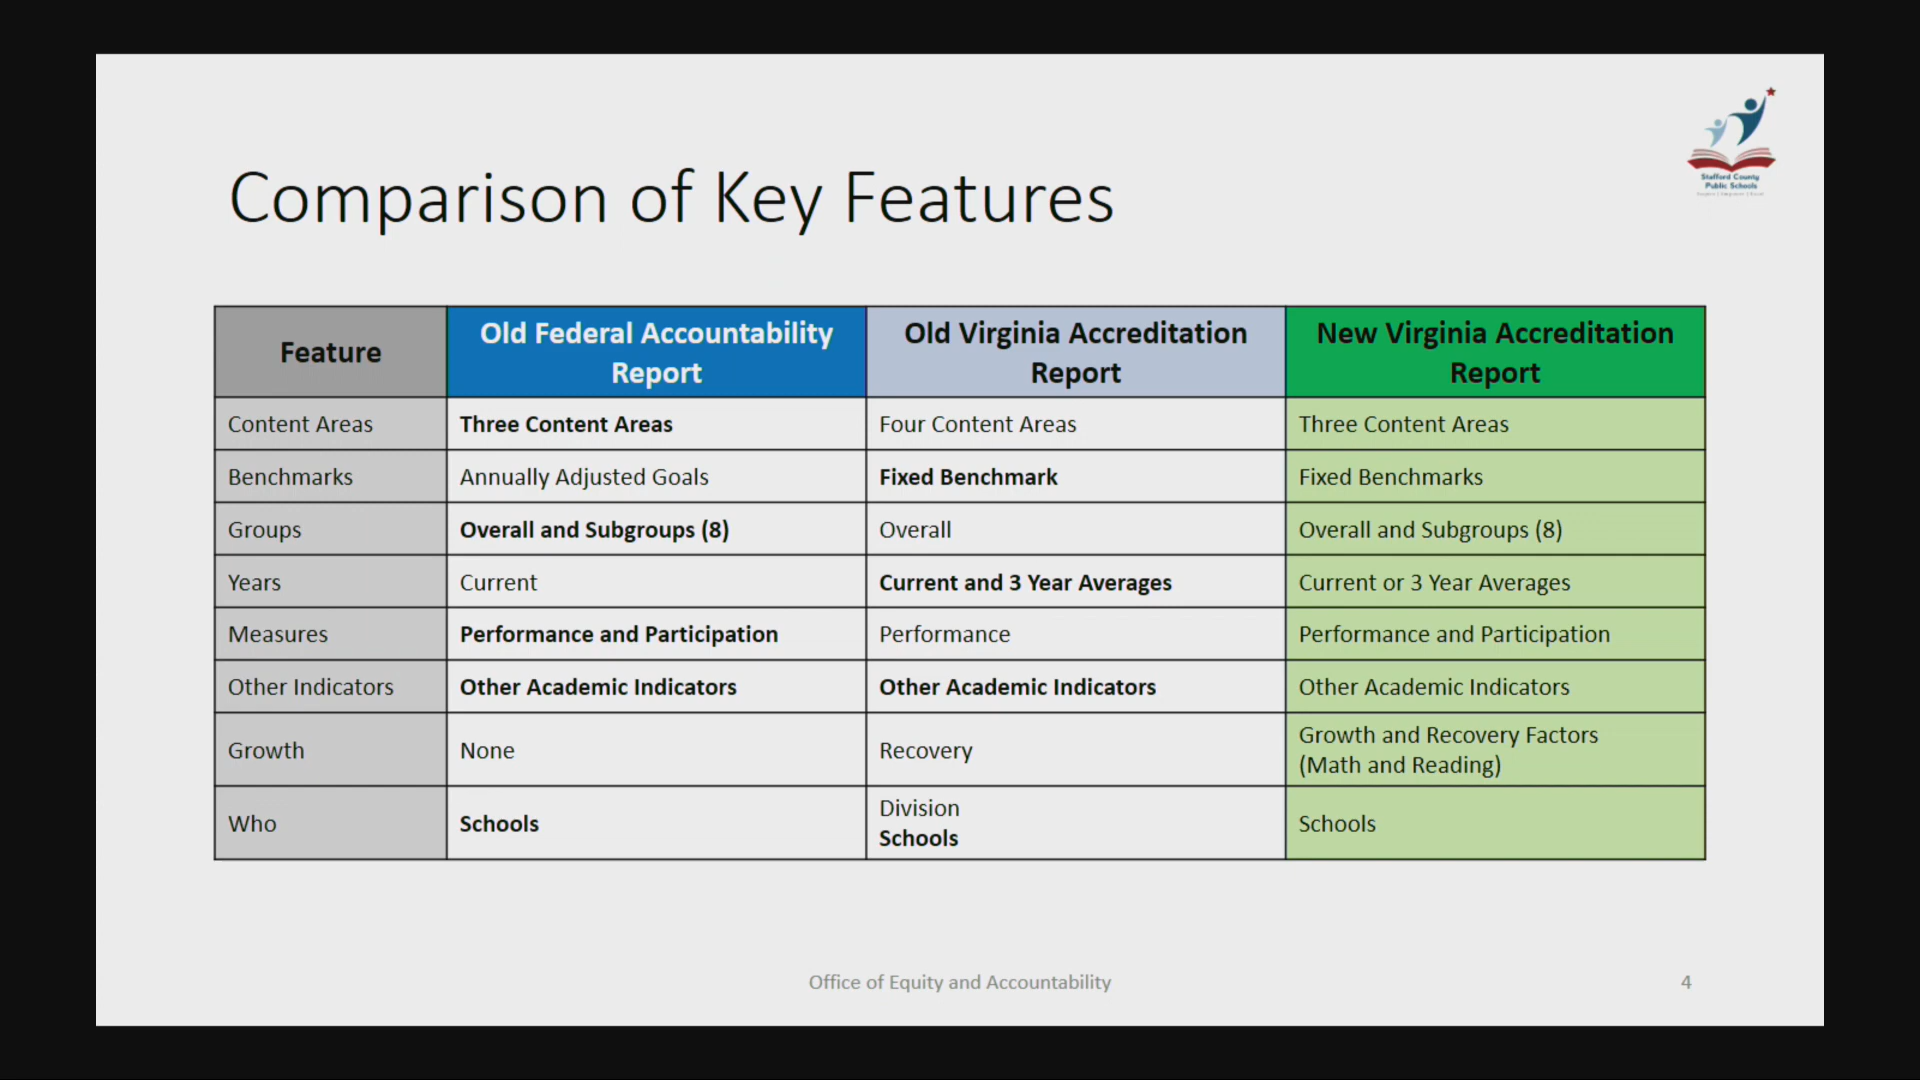 Stafford County
Public Schools
Comparison of Key Features
Feature
Old Federal Accountability
Report
Old Virginia Accreditation
Report
New Virginia Accreditation
Report
Content Areas
Three Content Areas
Four Content Areas
Three Content Areas
Benchmarks
Annually Adjusted Goals
Fixed Benchmark
Fixed Benchmarks
Groups
Overall and Subgroups (8)
Overall
Overall and Subgroups (8)
Years
Current
Current and 3 Year Averages
Current or 3 Year Averages
Measures
Performance and Participation
Performance
Performance and Participation
Other Indicators
Other Academic Indicators
Other Academic Indicators
Other Academic Indicators
Growth
None
Recovery
Growth and Recovery Factors
(Math and Reading)
Who
Schools
Division
Schools
Schools
Office of Equity and Accountability
4